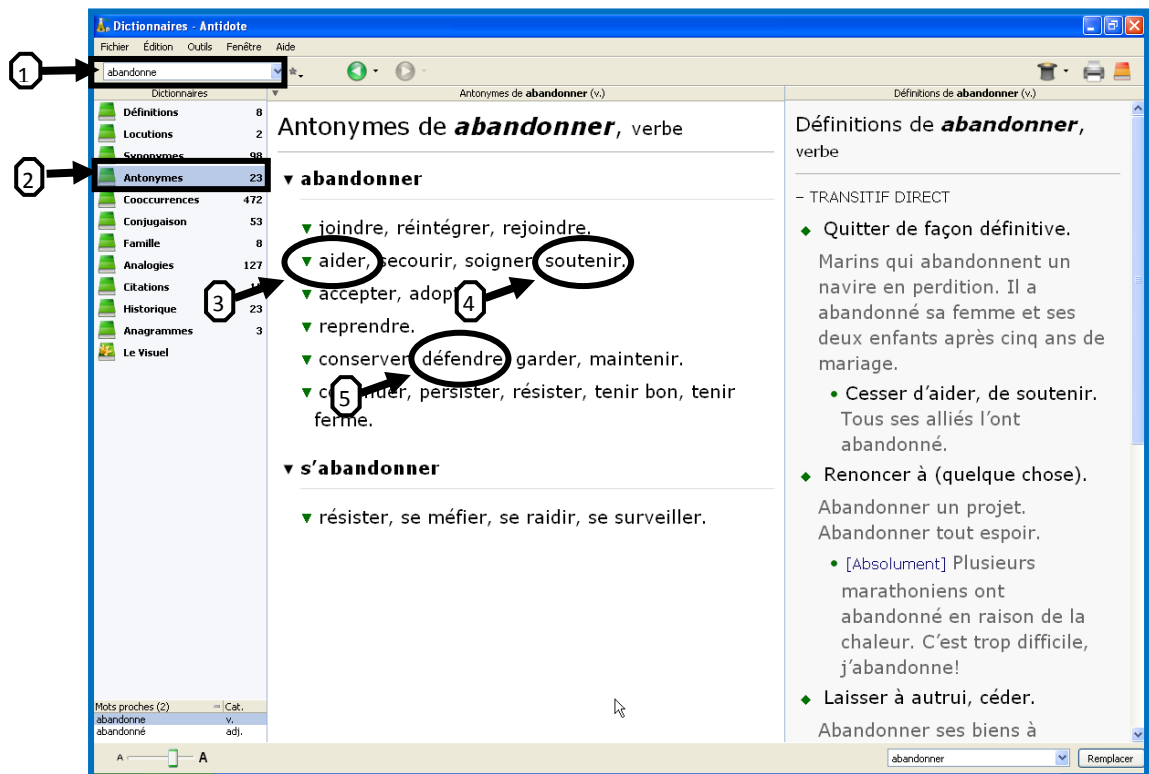 Dictionnaires - Antidote
Fichier Édition Outils Fenêtre Aide
1
abandonne
Dictionnaires
Définitions 8
Locutions 2
Synonymes 98
2
Antonymes 23
Cooccurrences 472
Conjugaison 53
Famille 8
Analogies 127
Citations
Historique 23
Anagrammes 3
Le Visuel
Mots proches (2) Cat.
abandonne v.
abandonné adj.
A A
Antonymes de abandonner (v.)
Antonymes de abandonner, verbe
abandonner
joindre, réintégrer, rejoindre.
aider, secourir, soigner soutenir.
3
4
accepter,
reprendre.
conserver défendre garder, maintenir.
5
persister, résister, tenir bon, tenir
ferme.
s'abandonner
résister, se méfier, se raidir, se surveiller.
Définitions de abandonner (v.)
Définitions de abandonner,
verbe
– TRANSITIF DIRECT
Quitter de façon définitive.
Marins qui abandonnent un
navire en perdition. Il a
abandonné sa femme et ses
deux enfants après cinq ans de
mariage.
Cesser d'aider, de soutenir.
Tous ses alliés l'ont
abandonné.
Renoncer à (quelque chose).
Abandonner un projet.
Abandonner tout espoir.
[Absolument] Plusieurs
marathoniens ont
abandonné en raison de la
chaleur. C'est trop difficile,
j'abandonne!
Laisser à autrui, céder.
Abandonner ses biens à
abandonner Remplacer